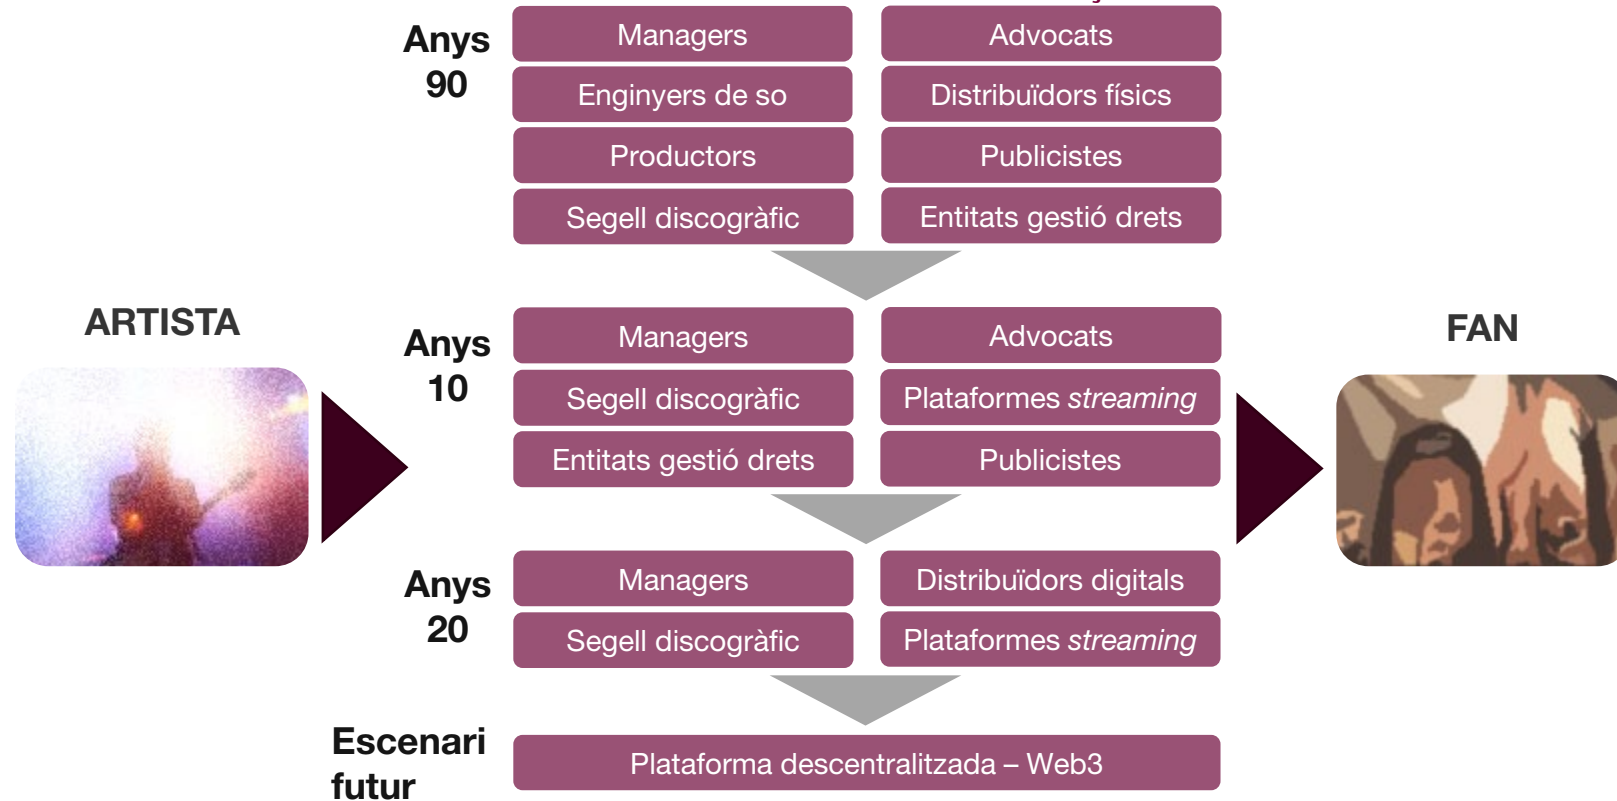 Anys
90
Managers
Advocats
Enginyers de so
Distribuïdors físics
Productors
Publicistes
Segell discogràfic
Entitats gestió drets
ARTISTA
FAN
Anys
10
Managers
Advocats
Segell discogràfic
Plataformes streaming
Entitats gestió drets
Publicistes
Anys
20
Managers
Distribuïdors digitals
Segell discogràfic
Plataformes streaming
Escenari
futur
Plataforma descentralitzada – Web3